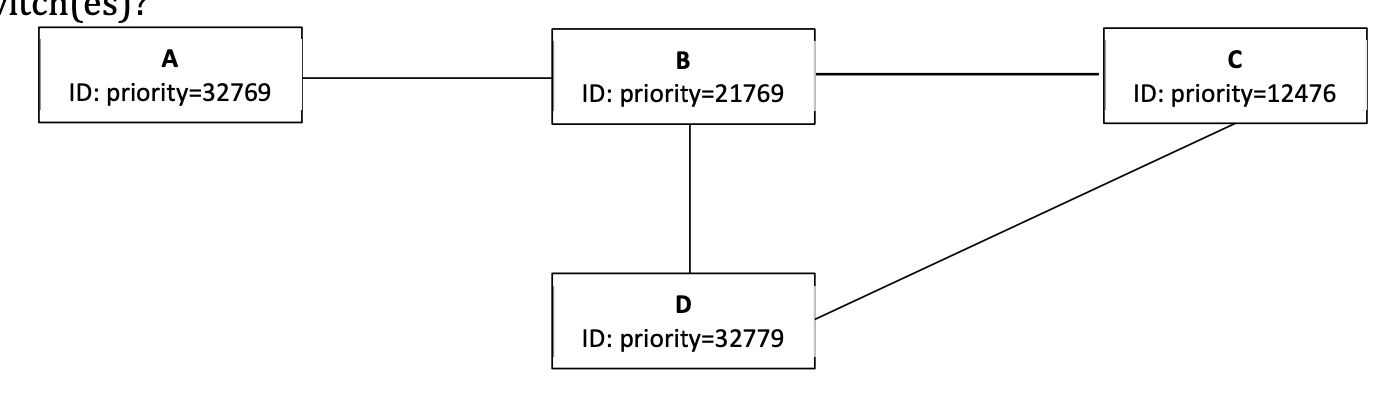 A
ID: priority=32769
B
ID: priority=21769
C
ID: priority=12476
D
ID: priority=32779